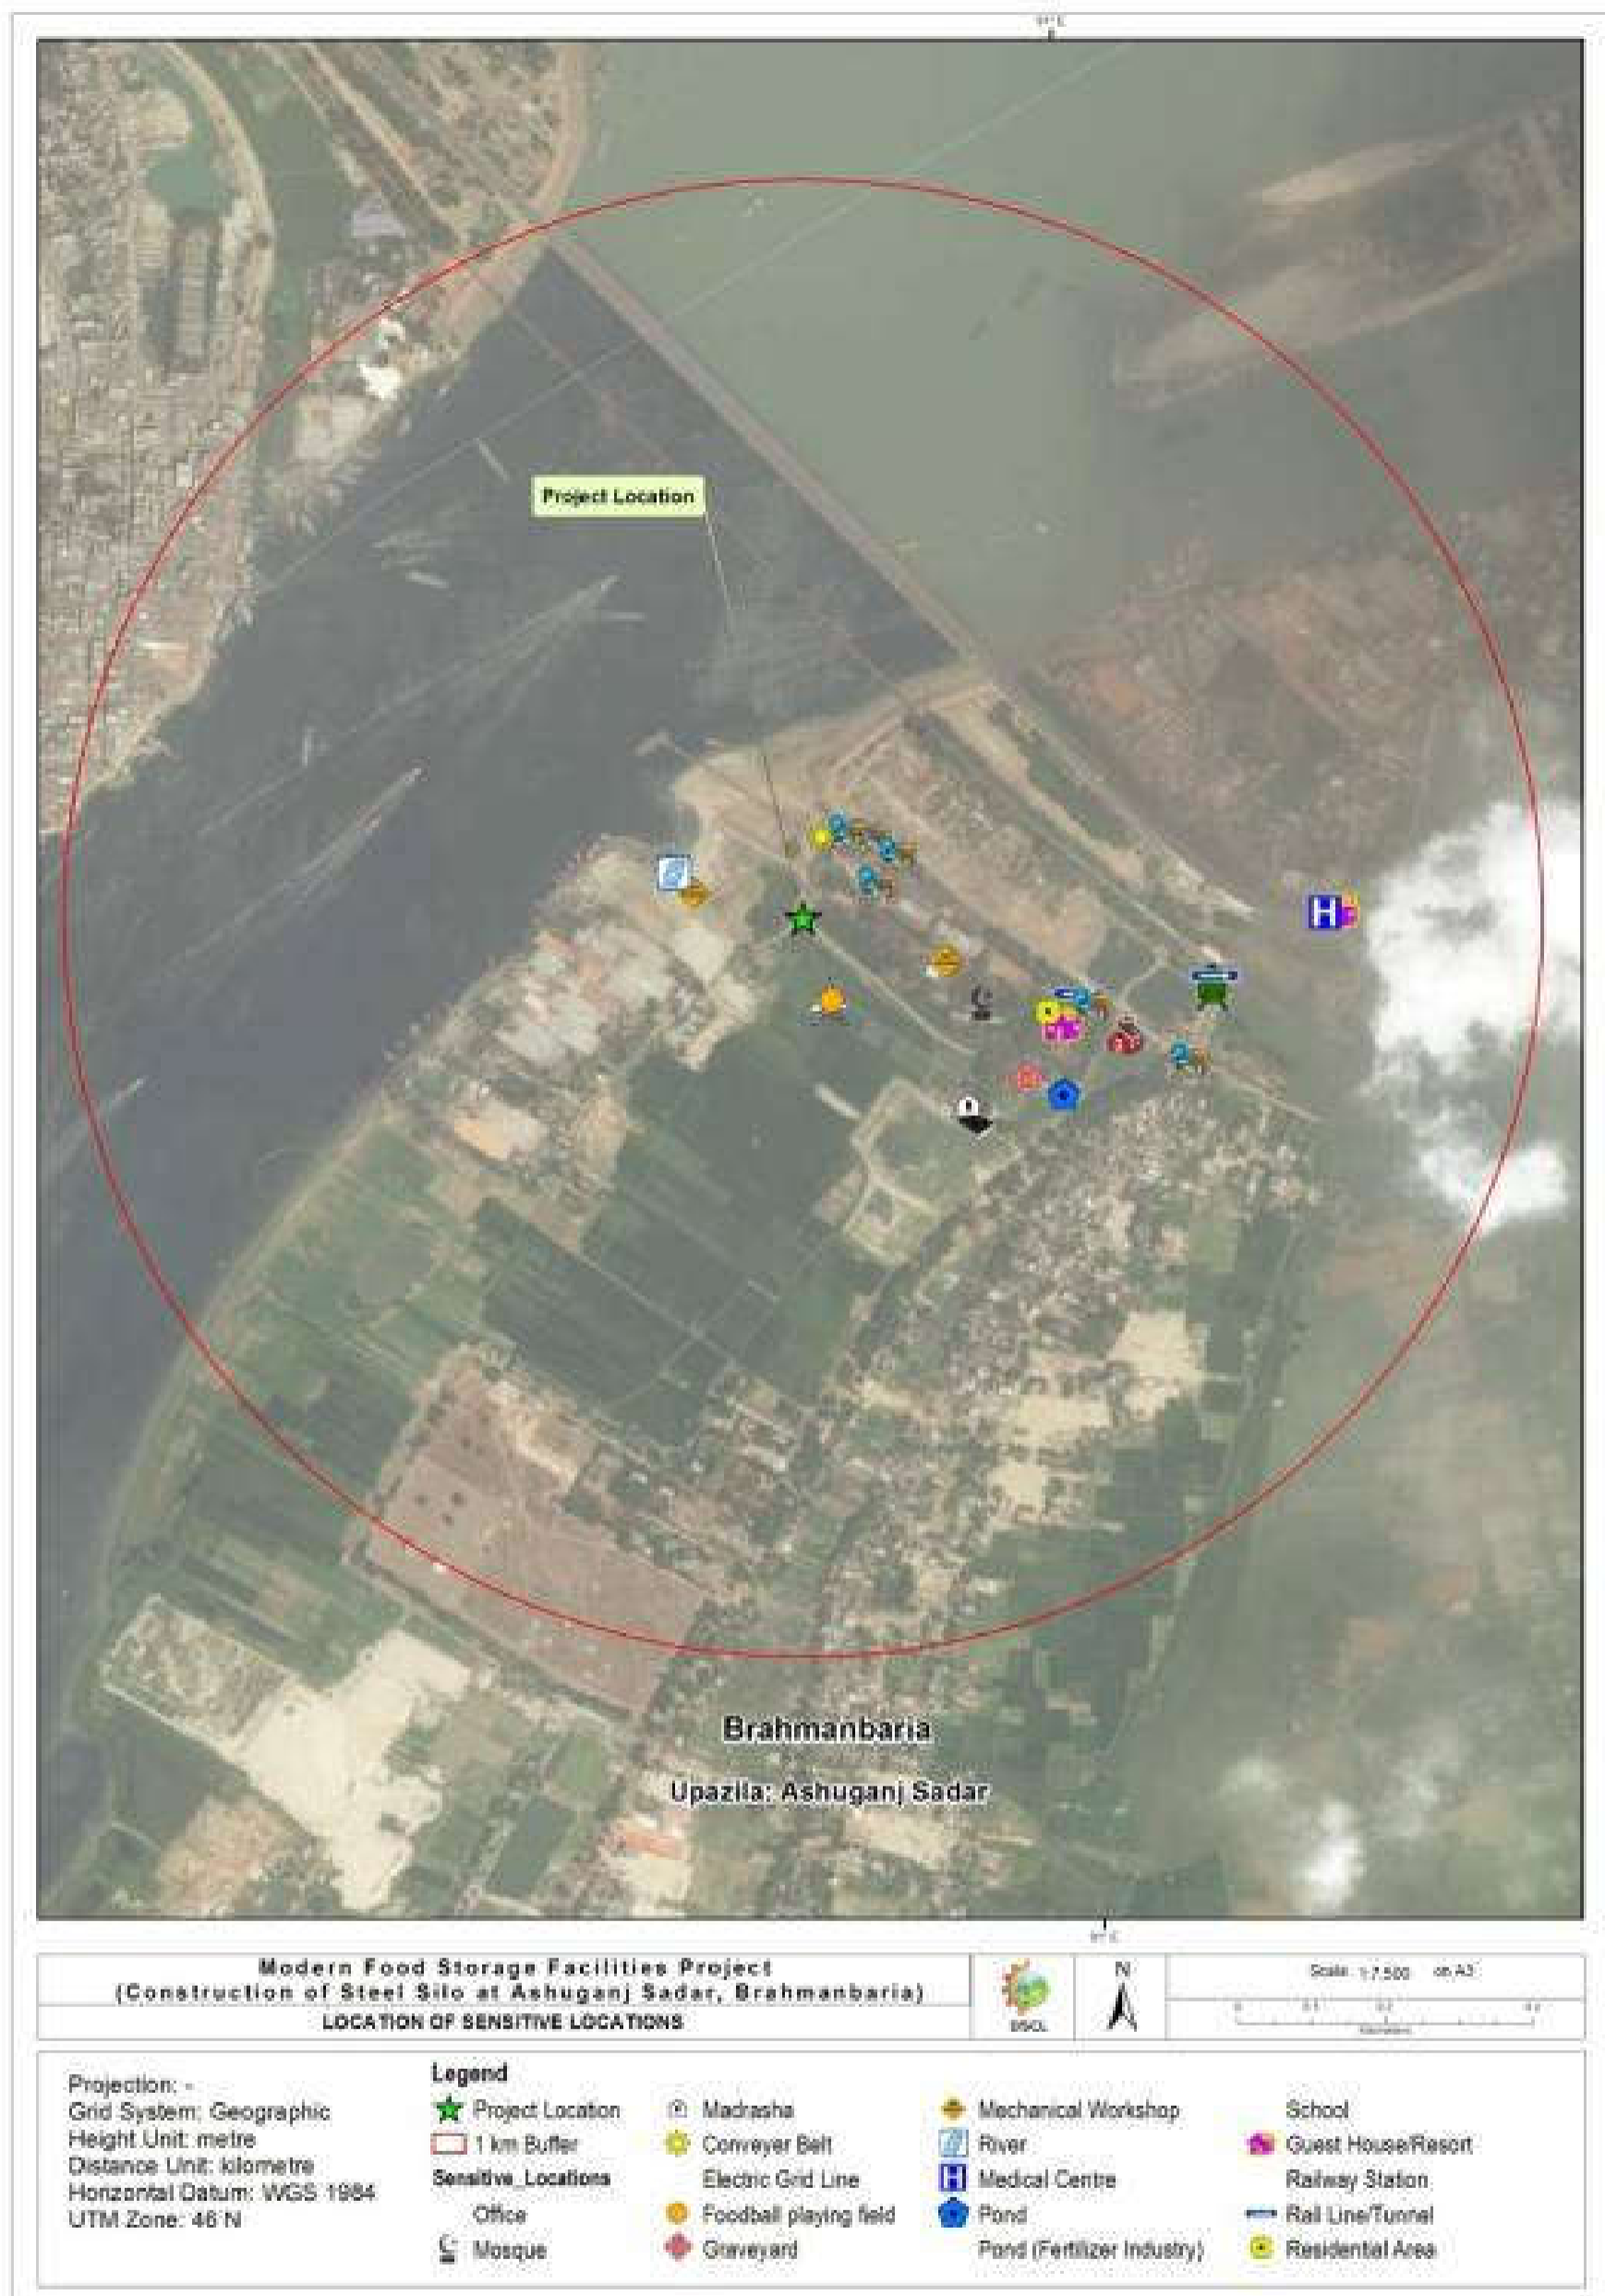 Project Location
Brahmanbaria
Upazila: Ashuganj Sadar
Modern Food Storage Facilities Project
(Construction of Steel Silo at Ashuganj Sadar, Brahmanbaria)
LOCATION OF SENSITIVE LOCATIONS
N
Scale 1:7,500 on A3
Projection: -
Grid System: Geographic
Height Unit: metre
Distance Unit: kilometre
Horizontal Datum: WGS 1984
UTM Zone: 46 N
Legend
Project Location
1 km Buffer
Sensitive_Locations
Office
Mosque
Madrasha
Conveyer Belt
Electric Grid Line
Foodball playing field
Graveyard
Mechanical Workshop
River
H Medical Centre
Pond
Pond (Fertilizer Industry)
School
Guest House/Resort
Railway Station
Rail Line/Tunnel
Residential Area